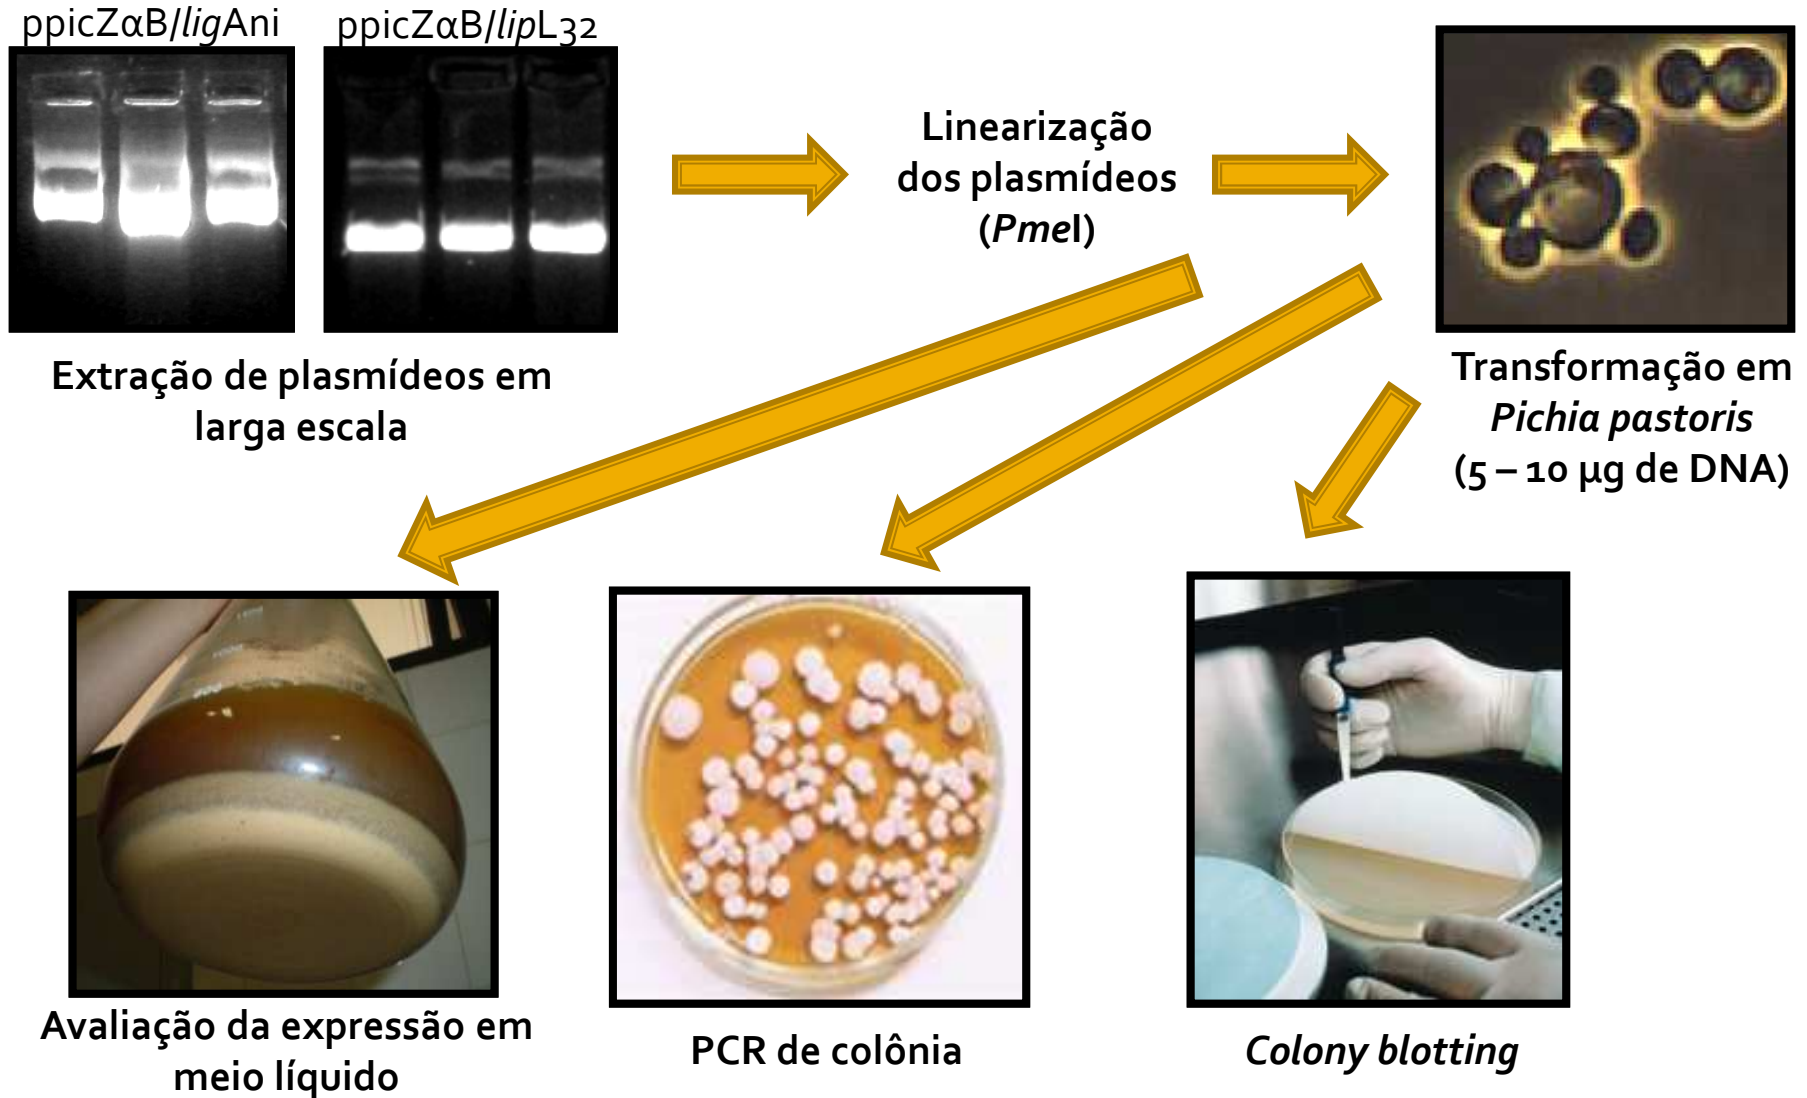 ppicZαB/ligAni
ppicZαB/lipL32
Extração de plasmídeos em
larga escala
Linearização
dos plasmídeos
(PmeI)
Transformação em
Pichia pastoris
(5 – 10 µg de DNA)
Avaliação da expressão em
meio líquido
PCR de colônia
Colony blotting